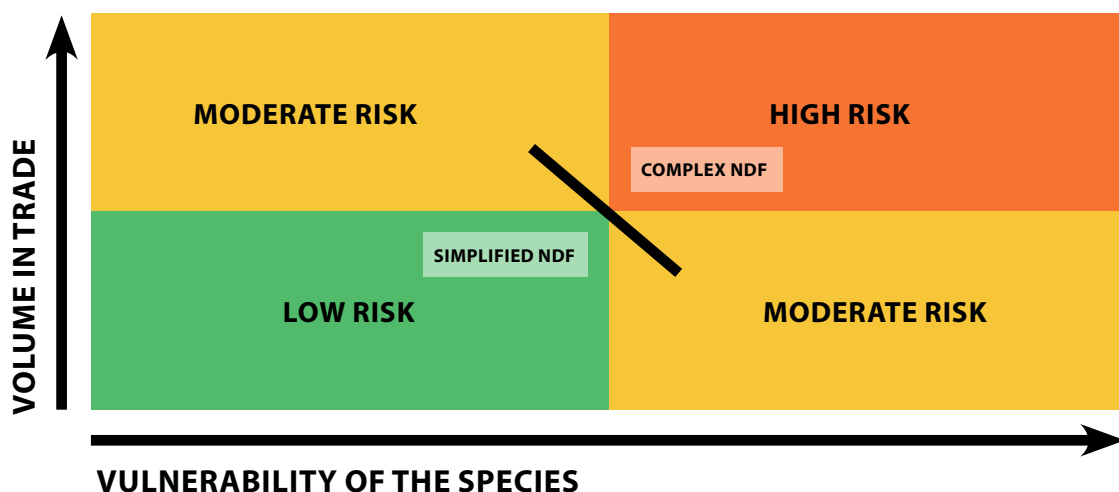 VOLUME IN TRADE
MODERATE RISK
HIGH RISK
COMPLEX NDF
SIMPLIFIED NDF
LOW RISK
MODERATE RISK
VULNERABILITY OF THE SPECIES